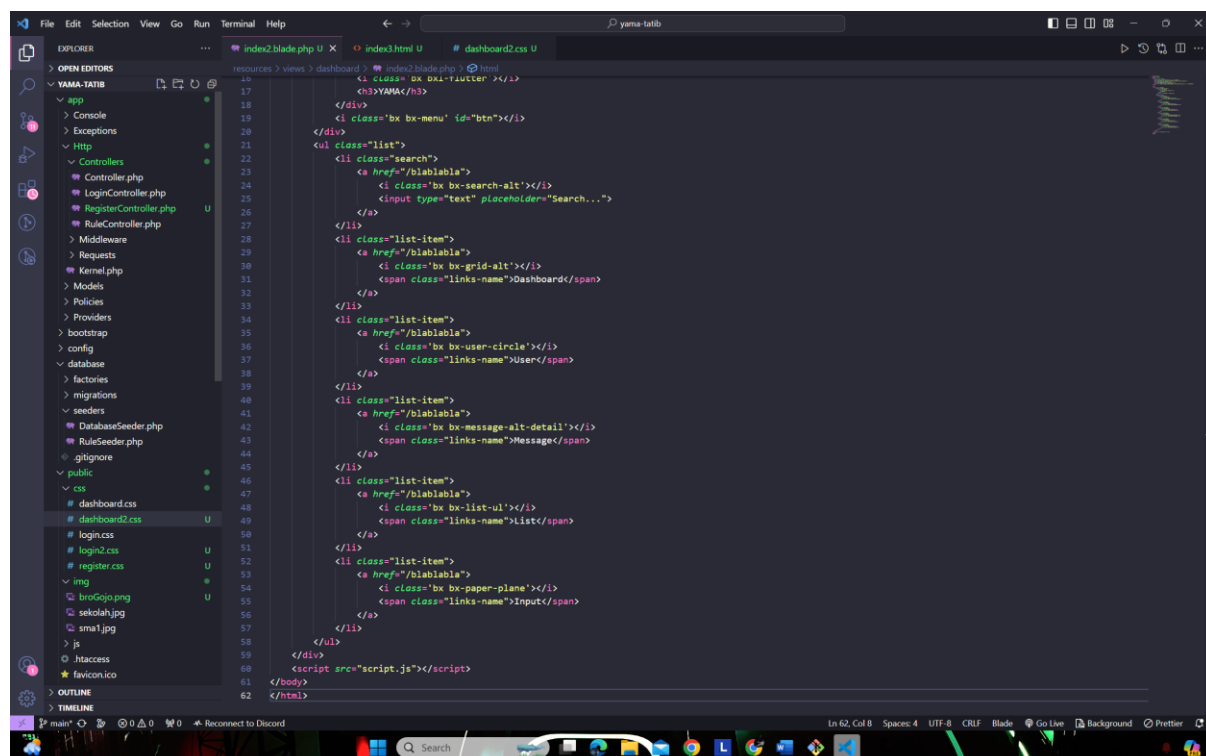 File Edit Selection View Go Run Terminal Help
yama-tatib
EXPLORER
index2.blade.php U
index3.html U
# dashboard2.css U
OPEN EDITORS
YAMA-TATIB
app
Console
Exceptions
Http
Controllers
Controller.php
LoginController.php
RegisterController.php U
RuleController.php
Middleware
Requests
Kernel.php
Models
Policies
Providers
bootstrap
config
database
factories
migrations
seeders
DatabaseSeeder.php
RuleSeeder.php
.gitignore
public
css
# dashboard.css
# dashboard2.css U
# login.css
# login2.css U
# register.css U
img
broGojo.png U
sekolah.jpg
sma1.jpg
js
.htaccess
favicon.ico
OUTLINE
TIMELINE
resources > views > dashboard > index2.blade.php > html
16 <i class='bx bxl-flutter'></i>
17 <h3>YAMA</h3>
18 </div>
19 <i class='bx bx-menu' id="btn"></i>
20 </div>
21 <ul class="list">
22 <li class="search">
23 <a href="/blablabla">
24 <i class='bx bx-search-alt'></i>
25 <input type="text" placeholder="Search...">
26 </a>
27 </li>
28 <li class="list-item">
29 <a href="/blablabla">
30 <i class='bx bx-grid-alt'></i>
31 <span class="links-name">Dashboard</span>
32 </a>
33 </li>
34 <li class="list-item">
35 <a href="/blablabla">
36 <i class='bx bx-user-circle'></i>
37 <span class="links-name">User</span>
38 </a>
39 </li>
40 <li class="list-item">
41 <a href="/blablabla">
42 <i class='bx bx-message-alt-detail'></i>
43 <span class="links-name">Message</span>
44 </a>
45 </li>
46 <li class="list-item">
47 <a href="/blablabla">
48 <i class='bx bx-list-ul'></i>
49 <span class="links-name">List</span>
50 </a>
51 </li>
52 <li class="list-item">
53 <a href="/blablabla">
54 <i class='bx bx-paper-plane'></i>
55 <span class="links-name">Input</span>
56 </a>
57 </li>
58 </ul>
59 </div>
60 <script src="script.js"></script>
61 </body>
62 </html>
main* 0 0 0 Reconnect to Discord
Ln 62, Col 8 Spaces: 4 UTF-8 CRLF Blade Go Live Background Prettier
Search